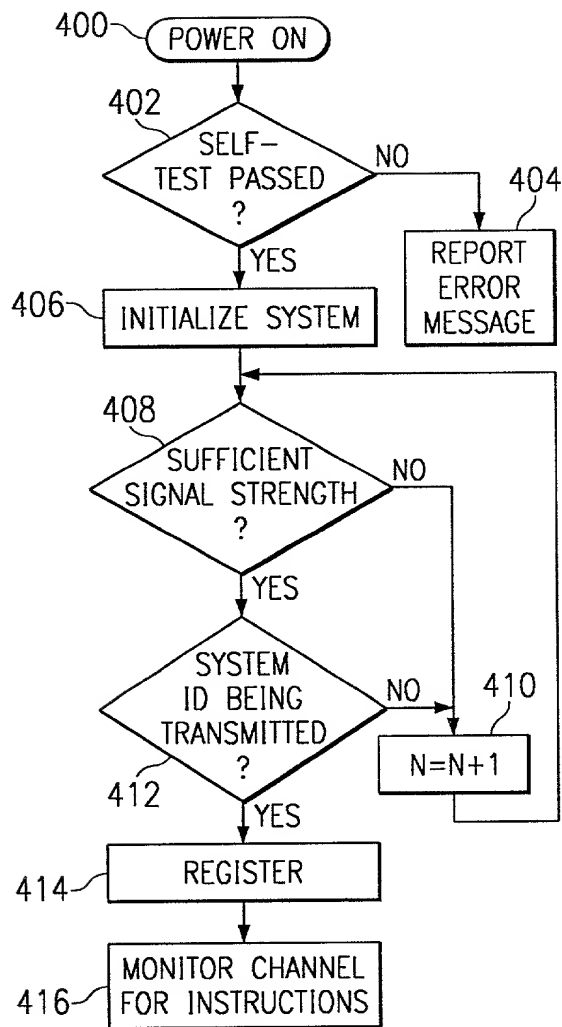 400
POWER ON
402
SELF-
TEST PASSED
?
NO
404
REPORT
ERROR
MESSAGE
YES
406
INITIALIZE SYSTEM
408
SUFFICIENT
SIGNAL STRENGTH
?
NO
YES
SYSTEM
ID BEING
TRANSMITTED
?
NO
410
N=N+1
412
YES
414
REGISTER
416
MONITOR CHANNEL
FOR INSTRUCTIONS